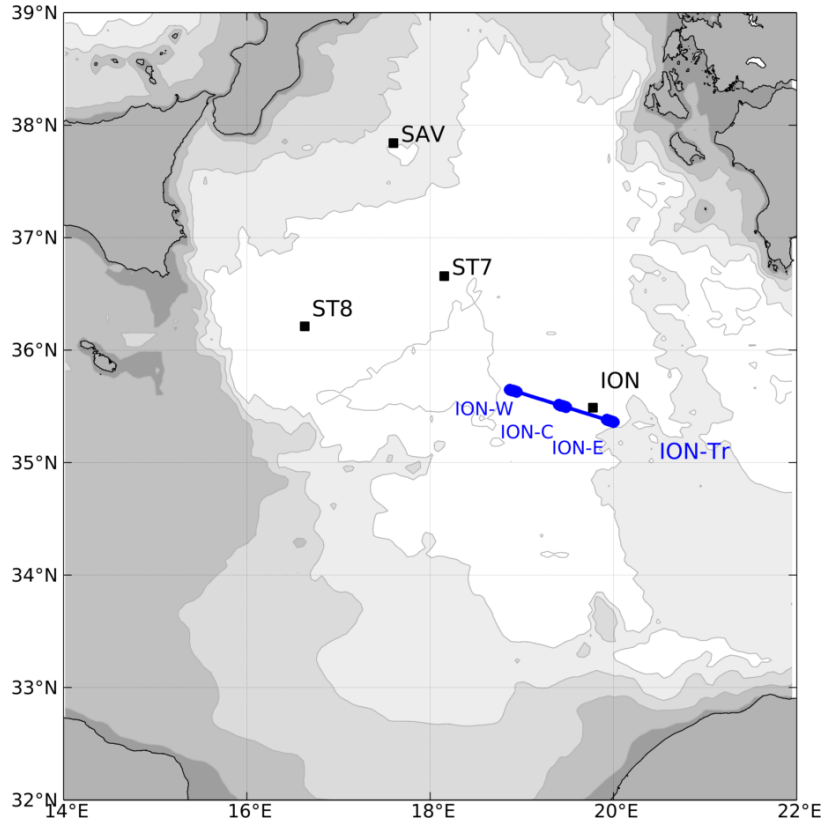 39°N
38°N
SAV
37°N
ST7
ST8
36°N
ION
ION-W
ION-C
ION-E
ION-Tr
35°N
34°N
33°N
32°N
14°E 16°E 18°E 20°E 22°E